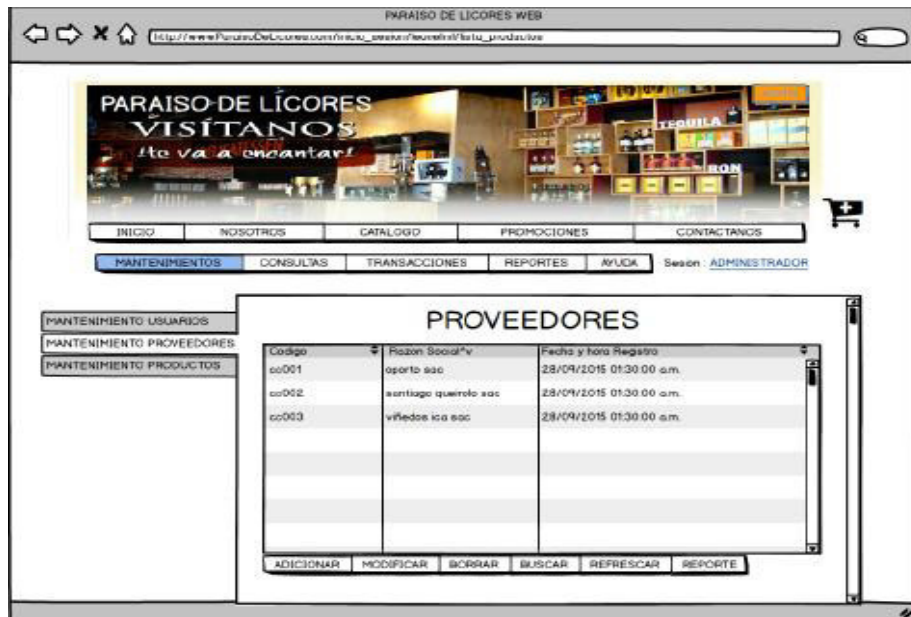 PARAISO DE LICORES WEB
PARAISO DE LICORES
VISÍTANOS
!te va a encantar!
TEQUILA
RON
INICIO NOSOTROS CATALOGO PROMOCIONES CONTACTANOS
MANTENIMIENTOS CONSULTAS TRANSACCIONES REPORTES AYUDA Sesion : ADMINISTRADOR
MANTENIMIENTO USUARIOS
MANTENIMIENTO PROVEEDORES
MANTENIMIENTO PRODUCTOS
PROVEEDORES
Codigo Razon Social^v Fecha y hora Registro
cc001 oporto sac 28/09/2015 01:30:00 a.m.
cc002 santiago queirolo sac 28/09/2015 01:30:00 a.m.
cc003 viñedos ica sac 28/09/2015 01:30:00 a.m.
ADICIONAR MODIFICAR BORRAR BUSCAR REFRESCAR REPORTE